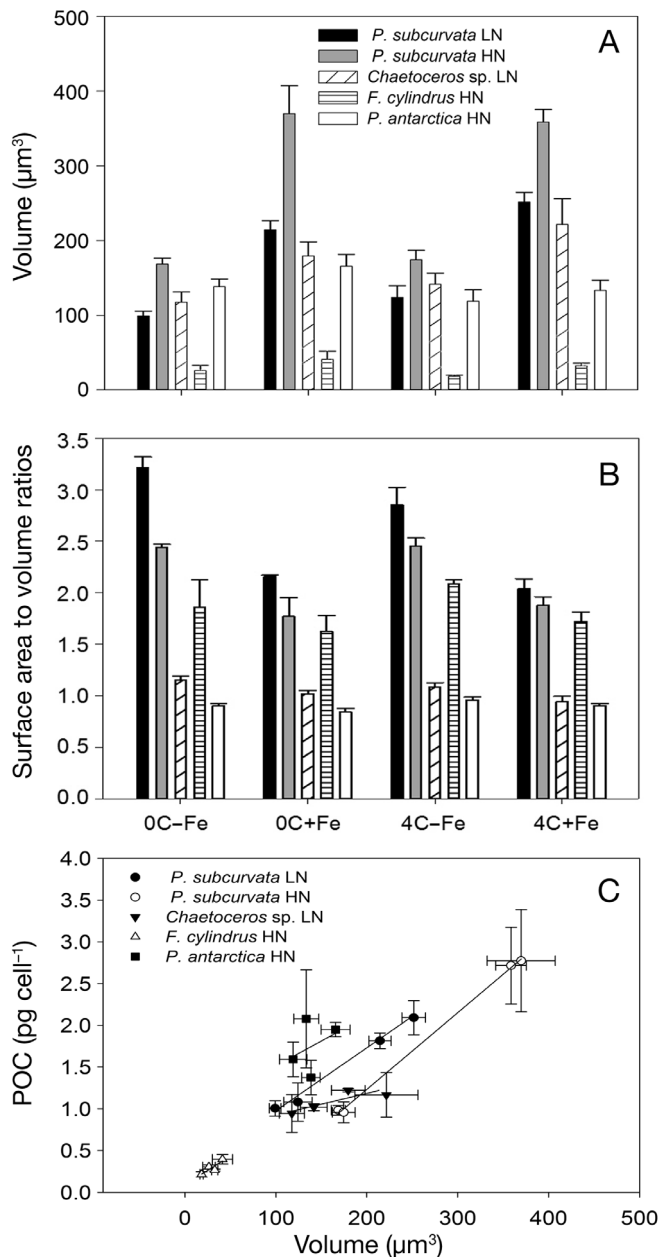 500
400
300
200
100
0
Volume (µm³)
A
P. subcurvata LN
P. subcurvata HN
Chaetoceros sp. LN
F. cylindrus HN
P. antarctica HN
3.5
3.0
2.5
2.0
1.5
1.0
0.5
0.0
Surface area to volume ratios
B
0C–Fe 0C+Fe 4C–Fe 4C+Fe
4.0
3.5
3.0
2.5
2.0
1.5
1.0
0.5
0.0
POC (pg cell⁻¹)
C
P. subcurvata LN
P. subcurvata HN
Chaetoceros sp. LN
F. cylindrus HN
P. antarctica HN
0 100 200 300 400 500
Volume (µm³)